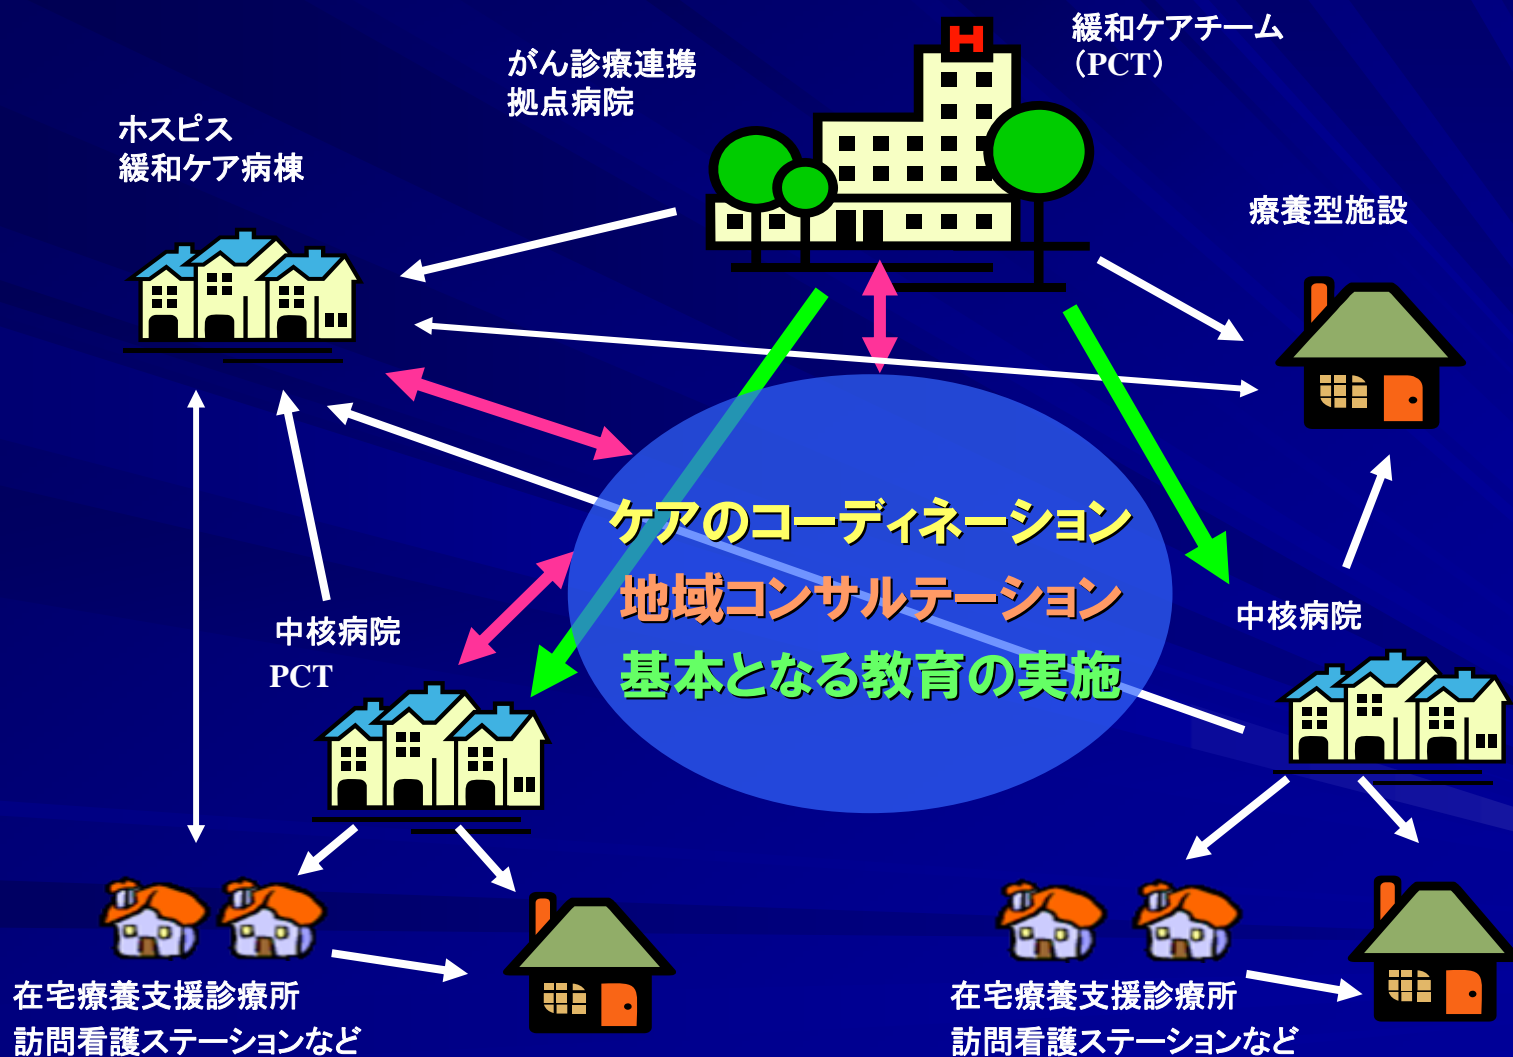 緩和ケアチーム
(PCT)
がん診療連携
拠点病院
H
ホスピス
緩和ケア病棟
療養型施設
ケアのコーディネーション
地域コンサルテーション
基本となる教育の実施
中核病院
PCT
中核病院
在宅療養支援診療所
訪問看護ステーションなど
在宅療養支援診療所
訪問看護ステーションなど